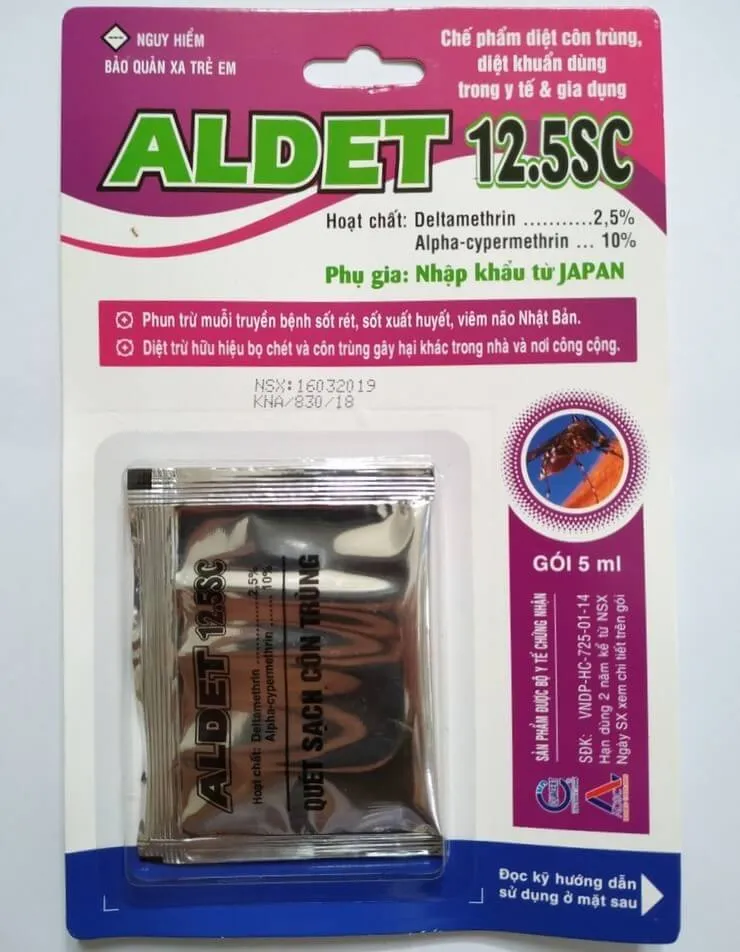 NGUY HIỂM
BẢO QUẢN XA TRẺ EM
Chế phẩm diệt côn trùng,
diệt khuẩn dùng
trong y tế & gia dụng
ALDET 12.5SC
Hoạt chất: Deltamethrin ...........2,5%
Alpha-cypermethrin ... 10%
Phụ gia: Nhập khẩu từ JAPAN
Phun trừ muỗi truyền bệnh sốt rét, sốt xuất huyết, viêm não Nhật Bản.
Diệt trừ hữu hiệu bọ chét và côn trùng gây hại khác trong nhà và nơi công cộng.
NSX:16032019
KNA/830/18
ALDET 12.5SC
Hoạt chất: Deltamethrin ............2,5%
Alpha-cypermethrin ....... 10%
QUÉT SẠCH CÔN TRÙNG
GÓI 5 ml
SẢN PHẨM ĐƯỢC BỘ Y TẾ CHỨNG NHẬN
SĐK: VNDP-HC-725-01-14
Hạn dùng 2 năm kể từ NSX
Ngày SX xem chi tiết trên gói
Đọc kỹ hướng dẫn
sử dụng ở mặt sau